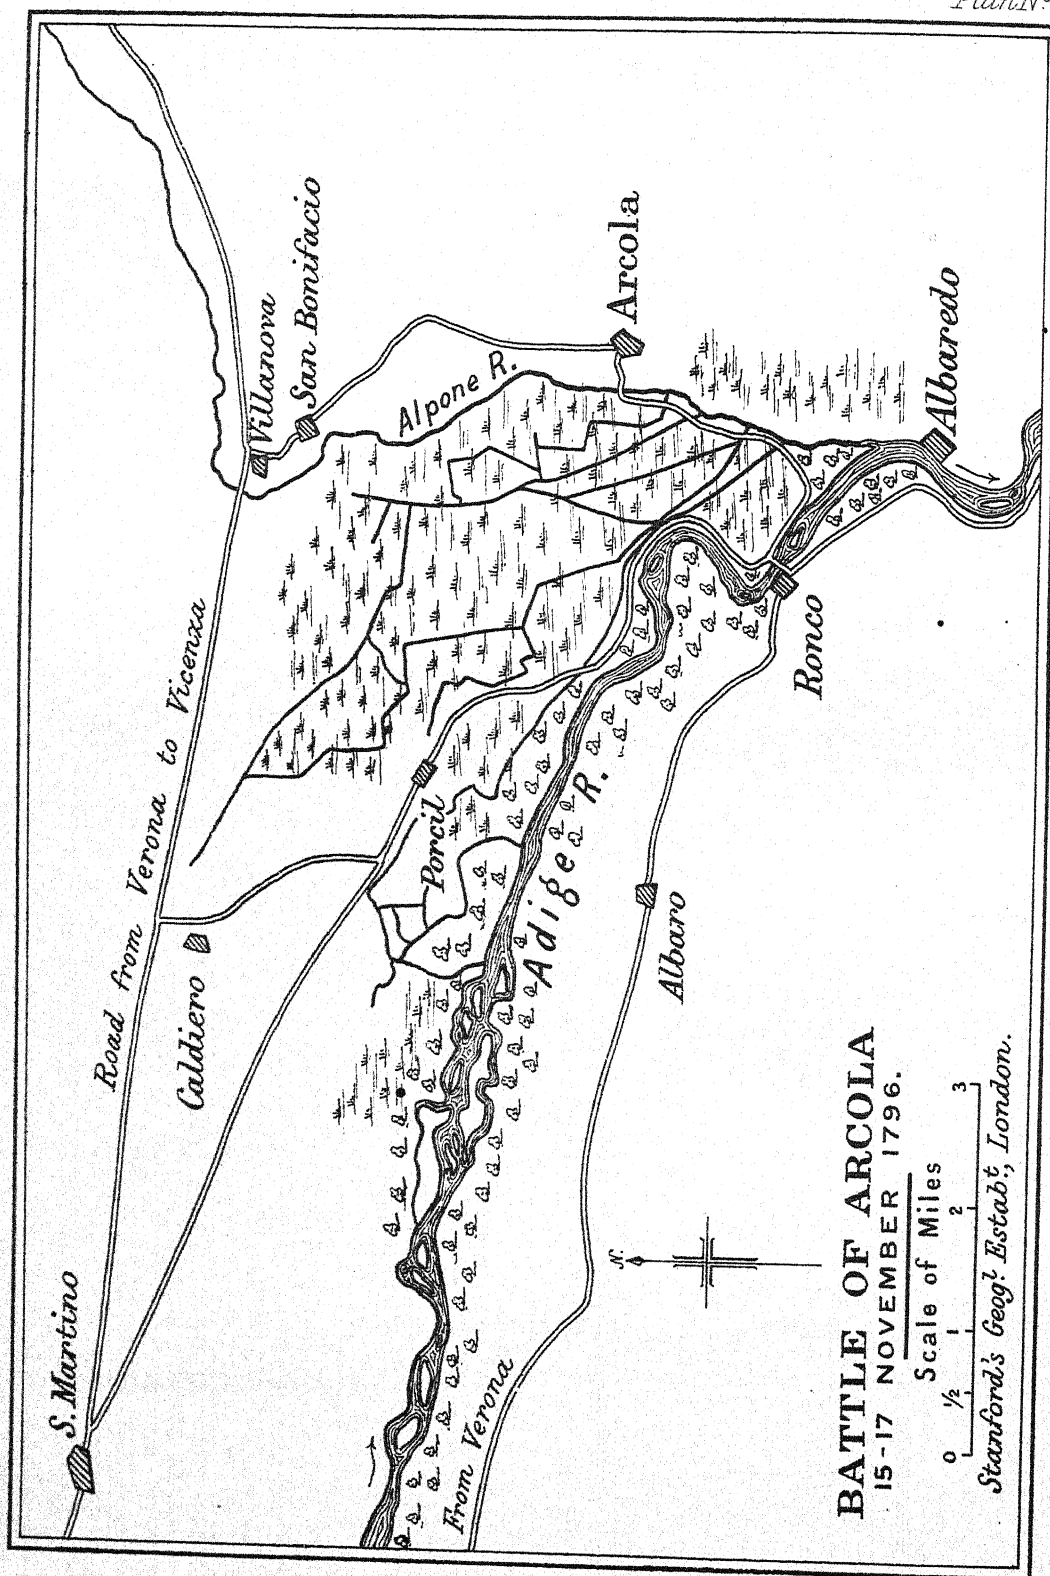 Plan Nº
Road from Verona to Vicenza
S. Martino
Caldiero
Villanova
San Bonifacio
Alpone R.
Arcola
Porcil
Adige R.
Albaredo
Ronco
Albaro
From Verona
N.
BATTLE OF ARCOLA
15-17 NOVEMBER 1796.
Scale of Miles
0 ½ 1 2 3
Stanford's Geogˡ. Estabᵗ., London.